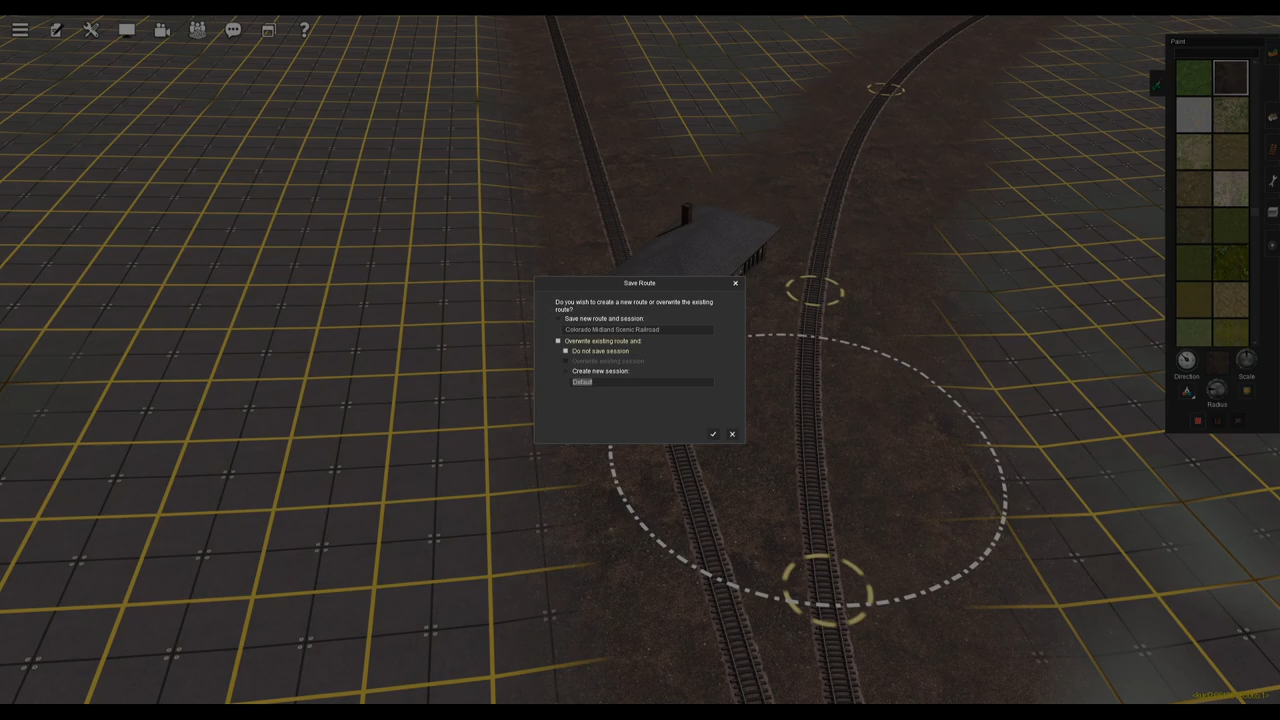 ?
Paint
Save Route
Do you wish to create a new route or overwrite the existing
route?
Save new route and session:
Colorado Midland Scenic Railroad
Overwrite existing route and:
Do not save session
Overwrite existing session
Create new session:
Default
Direction
Scale
Radius